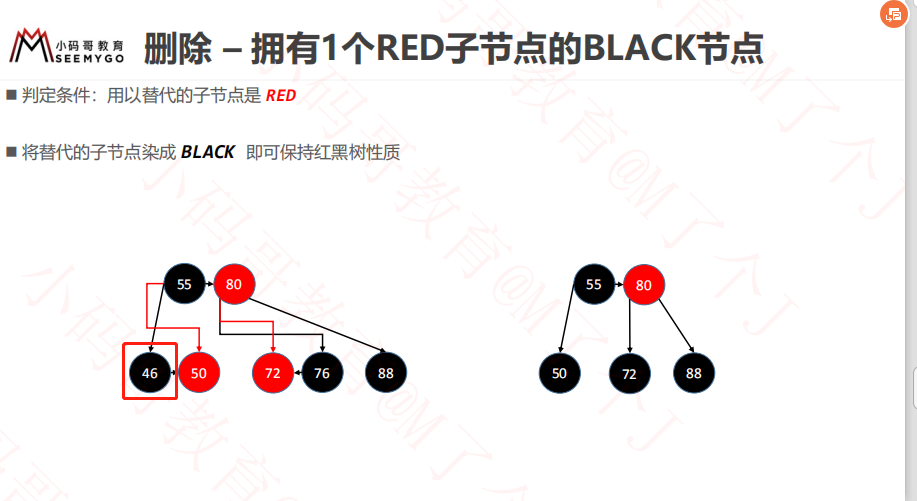 小码哥教育
SEEMYGO
删除 – 拥有1个RED子节点的BLACK节点
■ 判定条件：用以替代的子节点是 RED
■ 将替代的子节点染成 BLACK 即可保持红黑树性质
55 80
46 50 72 76 88
55 80
50 72 88
小码哥教育@M了个J